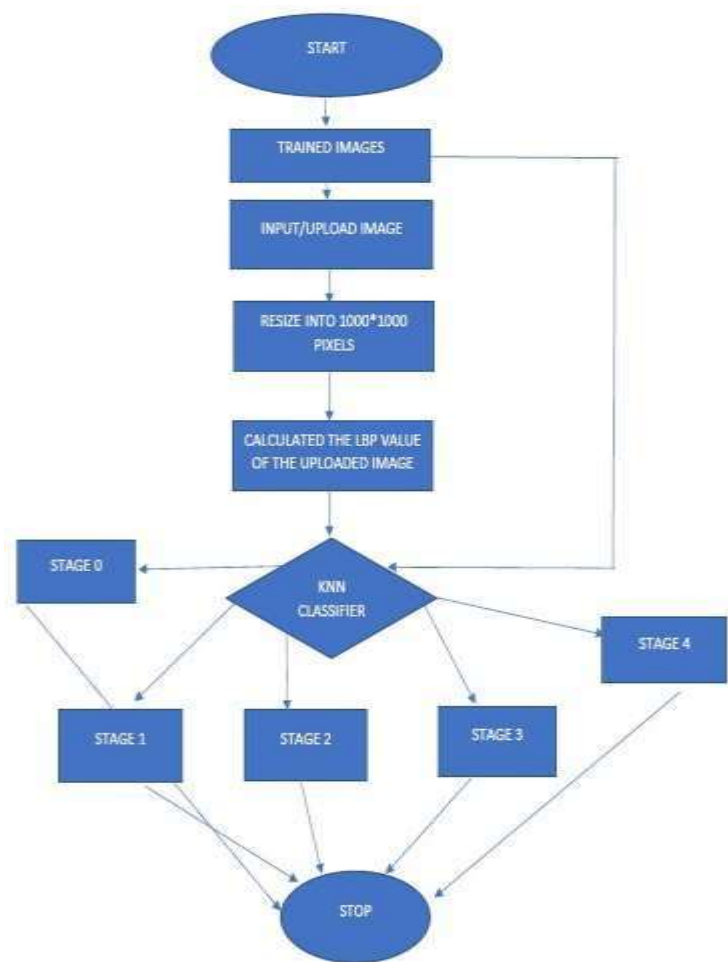 START
TRAINED IMAGES
INPUT/UPLOAD IMAGE
RESIZE INTO 1000*1000
PIXELS
CALCULATED THE LBP VALUE
OF THE UPLOADED IMAGE
STAGE 0
KNN
CLASSIFIER
STAGE 4
STAGE 1
STAGE 2
STAGE 3
STOP